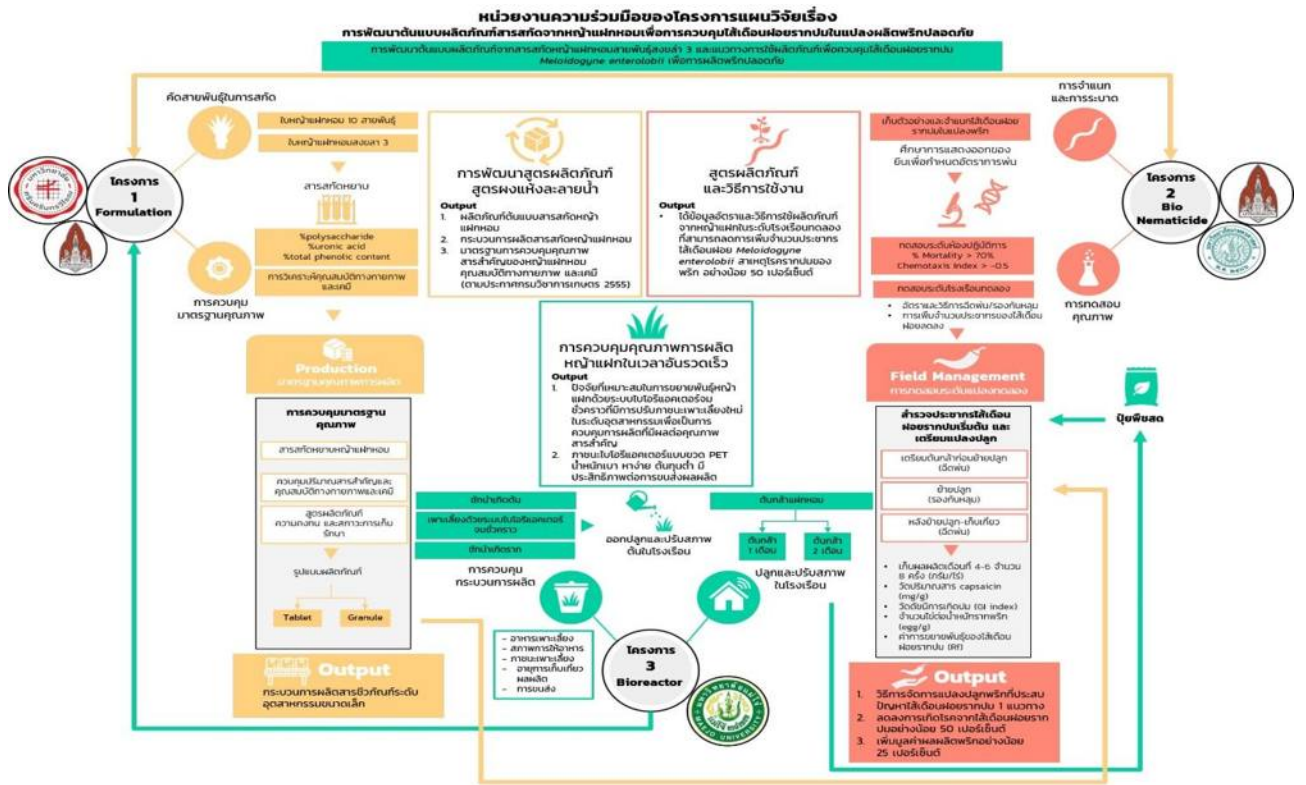 หน่วยงานความร่วมมือของโครงการแผนวิจัยเรื่อง
การพัฒนาต้นแบบผลิตภัณฑ์สารสกัดจากหญ้าแฝกหอมเพื่อการควบคุมไส้เดือนฝอยรากปมในแปลงผลิตพริกปลอดภัย
การพัฒนาต้นแบบผลิตภัณฑ์จากสารสกัดหญ้าแฝกหอมสายพันธุ์สงขลา 3 และแนวทางการใช้ผลิตภัณฑ์เพื่อควบคุมไส้เดือนฝอยรากปม
Meloidogyne enterolobii เพื่อการผลิตพริกปลอดภัย
คัดสายพันธุ์ในการสกัด
ใบหญ้าแฝกหอม 10 สายพันธุ์
ใบหญ้าแฝกหอมสงขลา 3
โครงการ
1
Formulation
สารสกัดหยาบ
%polysaccharide
%uronic acid
%total phenolic content
การวิเคราะห์คุณสมบัติทางกายภาพ
และเคมี
การควบคุม
มาตรฐานคุณภาพ
การพัฒนาสูตรผลิตภัณฑ์
สูตรผงแห้งละลายน้ำ
Output
1. ผลิตภัณฑ์ต้นแบบสารสกัดหญ้า
แฝกหอม
2. กระบวนการผลิตสารสกัดหญ้าแฝกหอม
3. มาตรฐานการควบคุมคุณภาพ
สารสำคัญของหญ้าแฝกหอม
คุณสมบัติทางกายภาพ และเคมี
(ตามประกาศกรมวิชาการเกษตร 2555)
สูตรผลิตภัณฑ์
และวิธีการใช้งาน
Output
• ได้ข้อมูลอัตราและวิธีการใช้ผลิตภัณฑ์
จากหญ้าแฝกในระดับโรงเรือนทดลอง
ที่สามารถลดการเพิ่มจำนวนประชากร
ไส้เดือนฝอย Meloidogyne
enterolobii สาเหตุโรครากปมของ
พริก อย่างน้อย 50 เปอร์เซ็นต์
การจำแนก
และการระบาด
เก็บตัวอย่างและจำแนกไส้เดือนฝอย
รากปมในแปลงพริก
ศึกษาการแสดงออกของ
ยีนเพื่อกำหนดอัตราการพ่น
โครงการ
2
Bio
Nematicide
ทดสอบระดับห้องปฏิบัติการ
% Mortality > 70%
Chemotaxis Index > -0.5
ทดสอบระดับโรงเรือนทดลอง
• อัตราและวิธีการฉีดพ่น/รองก้นหลุม
• การเพิ่มจำนวนประชากรของไส้เดือน
ฝอยลดลง
การทดสอบ
คุณภาพ
การควบคุมคุณภาพการผลิต
หญ้าแฝกในเวลาอันรวดเร็ว
Output
1. ปัจจัยที่เหมาะสมในการขยายพันธุ์หญ้า
แฝกด้วยระบบไบโอรีแอคเตอร์จม
ชั่วคราวที่มีการปรับภาชนะเพาะเลี้ยงใหม่
ในระดับอุตสาหกรรมเพื่อเป็นการ
ควบคุมการผลิตที่มีผลต่อคุณภาพ
สารสำคัญ
2. ภาชนะไบโอรีแอคเตอร์แบบขวด PET
น้ำหนักเบา หาง่าย ต้นทุนต่ำ มี
ประสิทธิภาพต่อการขนส่งผลผลิต
Production
มาตรฐานคุณภาพการผลิต
การควบคุมมาตรฐาน
คุณภาพ
สารสกัดหยาบหญ้าแฝกหอม
ควบคุมปริมาณสารสำคัญและ
คุณสมบัติทางกายภาพและเคมี
สูตรผลิตภัณฑ์
ความคงทน และสภาวะการเก็บ
รักษา
รูปแบบผลิตภัณฑ์
Tablet
Granule
Output
กระบวนการผลิตสารชีวภัณฑ์ระดับ
อุตสาหกรรมขนาดเล็ก
ชักนำเกิดต้น
เพาะเลี้ยงด้วยระบบไบโอรีแอคเตอร์
จมชั่วคราว
ชักนำเกิดราก
ออกปลูกและปรับสภาพ
ต้นในโรงเรือน
ต้นกล้าแฝกหอม
ต้นกล้า
1 เดือน
ต้นกล้า
2 เดือน
ปลูกและปรับสภาพ
ในโรงเรือน
การควบคุม
กระบวนการผลิต
- อาหารเพาะเลี้ยง
- สภาพการให้อาหาร
- ภาชนะเพาะเลี้ยง
- อายุการเก็บเกี่ยว
ผลผลิต
- การขนส่ง
โครงการ
3
Bioreactor
MAEJO UNIVERSITY
Field Management
การทดสอบระดับแปลงทดลอง
ปุ๋ยพืชสด
สำรวจประชากรไส้เดือน
ฝอยรากปมเริ่มต้น และ
เตรียมแปลงปลูก
เตรียมต้นกล้าก่อนย้ายปลูก
(ฉีดพ่น)
ย้ายปลูก
(รองก้นหลุม)
หลังย้ายปลูก-เก็บเกี่ยว
(ฉีดพ่น)
• เก็บผลผลิตเดือนที่ 4-6 จำนวน
8 ครั้ง (กรัม/ไร่)
• วัดปริมาณสาร capsaicin
(mg/g)
• วัดดัชนีการเกิดปม (GI index)
• จำนวนไข่ต่อน้ำหนักรากพริก
(egg/g)
• ค่าการขยายพันธุ์ของไส้เดือน
ฝอยรากปม (Rf)
Output
1. วิธีการจัดการแปลงปลูกพริกที่ประสบ
ปัญหาไส้เดือนฝอยรากปม 1 แนวทาง
2. ลดลงการเกิดโรคจากไส้เดือนฝอยราก
ปมอย่างน้อย 50 เปอร์เซ็นต์
3. เพิ่มมูลค่าผลผลิตพริกอย่างน้อย
25 เปอร์เซ็นต์